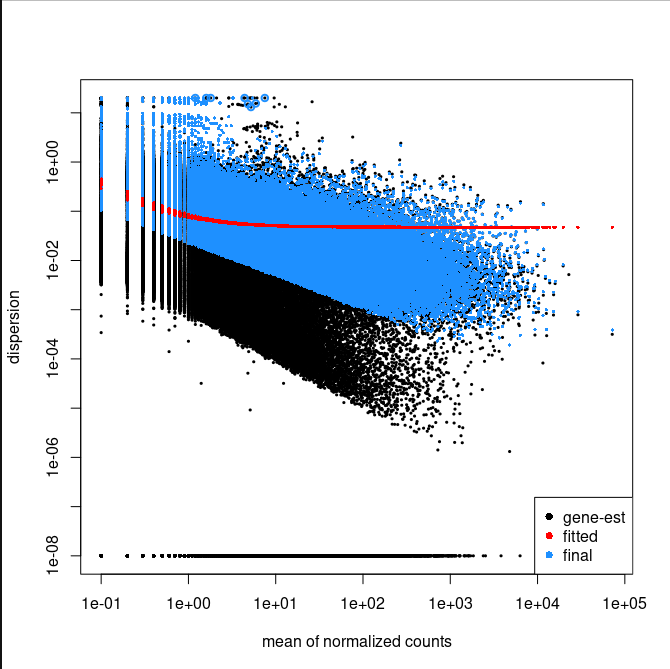 1e+00
1e-02
1e-04
1e-06
1e-08
dispersion
gene-est
fitted
final
1e-01 1e+00 1e+01 1e+02 1e+03 1e+04 1e+05
mean of normalized counts